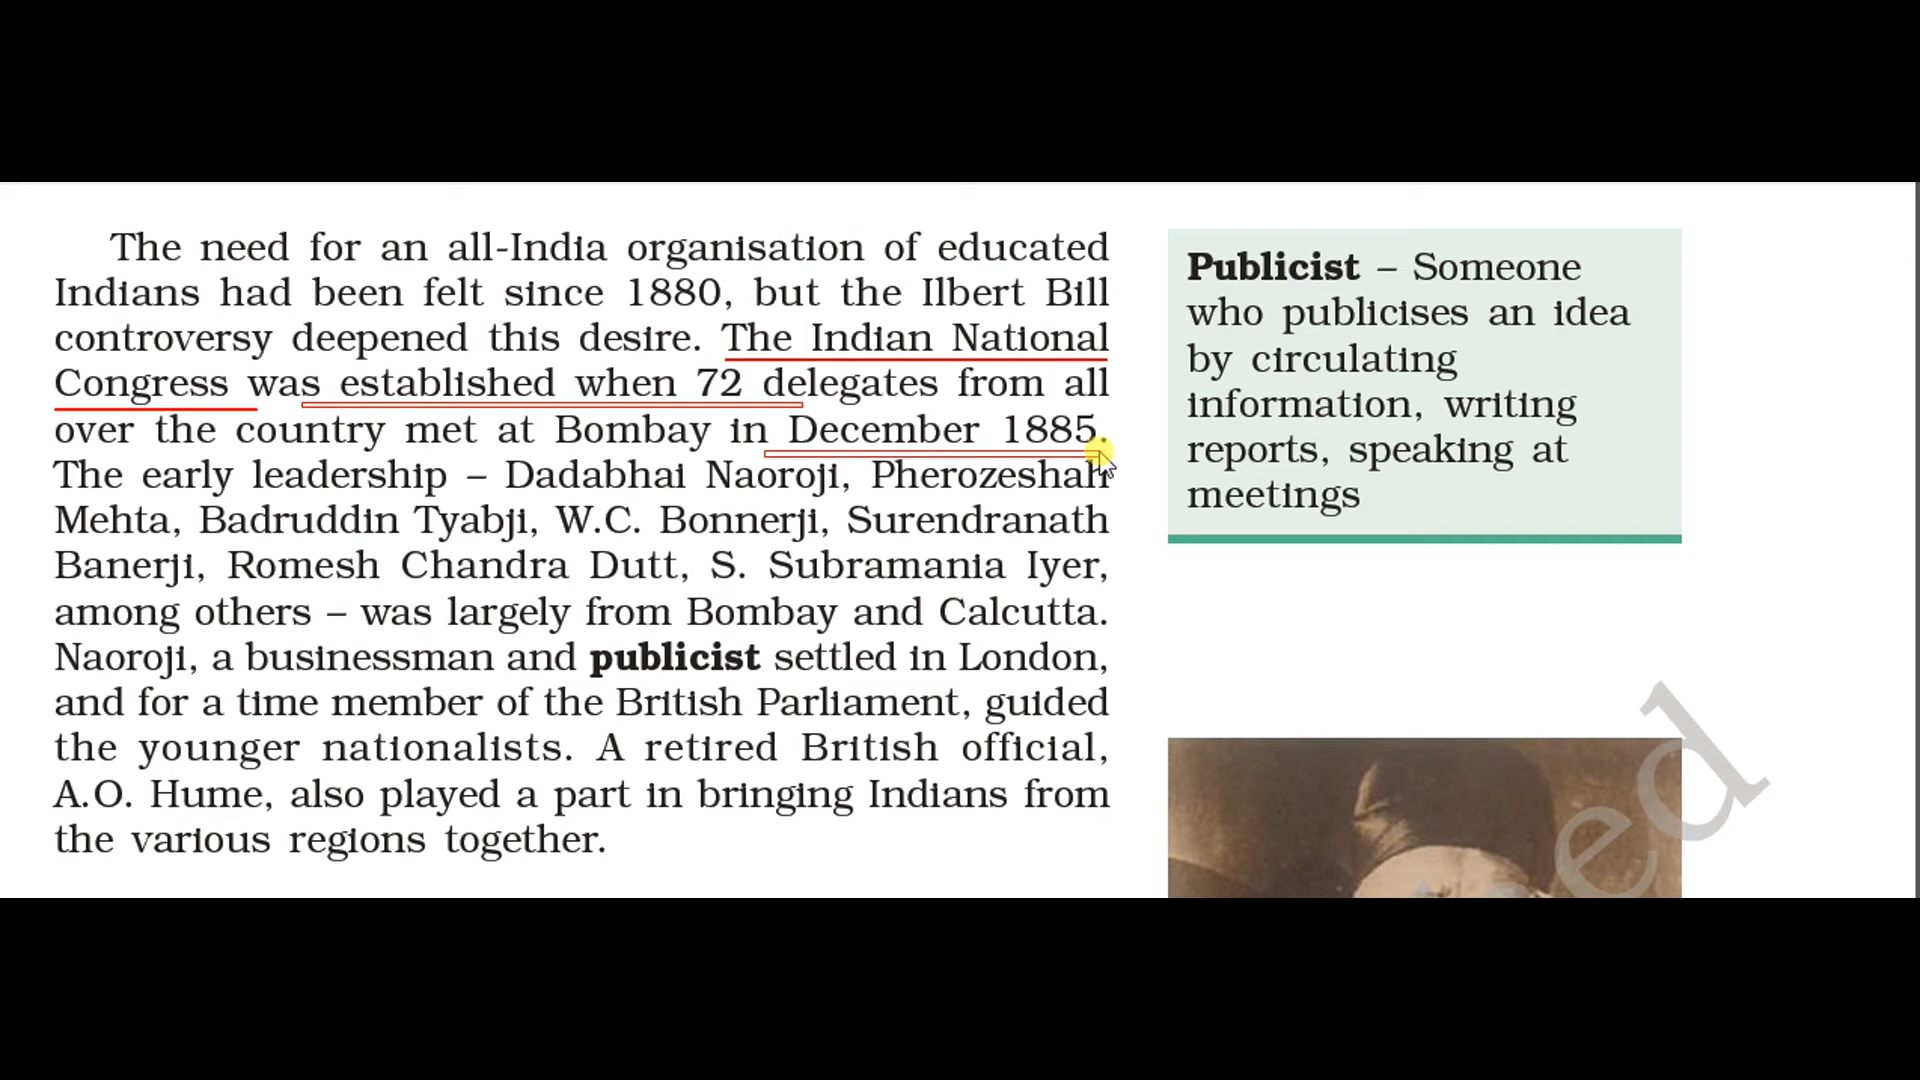 The need for an all-India organisation of educated
Indians had been felt since 1880, but the Ilbert Bill
controversy deepened this desire. The Indian National
Congress was established when 72 delegates from all
over the country met at Bombay in December 1885.
The early leadership – Dadabhai Naoroji, Pherozeshah
Mehta, Badruddin Tyabji, W.C. Bonnerji, Surendranath
Banerji, Romesh Chandra Dutt, S. Subramania Iyer,
among others – was largely from Bombay and Calcutta.
Naoroji, a businessman and publicist settled in London,
and for a time member of the British Parliament, guided
the younger nationalists. A retired British official,
A.O. Hume, also played a part in bringing Indians from
the various regions together.
Publicist – Someone
who publicises an idea
by circulating
information, writing
reports, speaking at
meetings